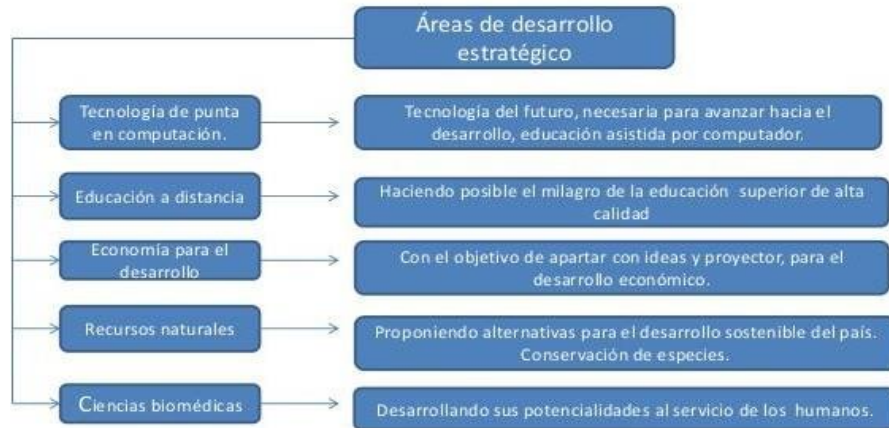 Áreas de desarrollo
estratégico
Tecnología de punta
en computación.
Tecnología del futuro, necesaria para avanzar hacia el
desarrollo, educación asistida por computador.
Educación a distancia
Haciendo posible el milagro de la educación superior de alta
calidad
Economía para el
desarrollo
Con el objetivo de apartar con ideas y proyector, para el
desarrollo económico.
Recursos naturales
Proponiendo alternativas para el desarrollo sostenible del país.
Conservación de especies.
Ciencias biomédicas
Desarrollando sus potencialidades al servicio de los humanos.